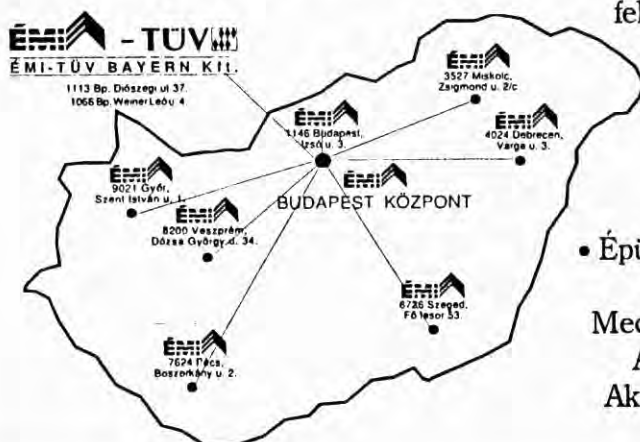 ÉMI - TÜV
ÉMI-TÜV BAYERN Kft.
1113 Bp. Diószegi ut 37.
1066 Bp. Weiner Leó u. 4
ÉMI
3527 Miskolc,
Zsigmond u. 2/c
ÉMI
1146 Budapest,
Izsó u. 3.
ÉMI
4024 Debrecen,
Varga u. 3.
ÉMI
9021 Győr,
Szent István u. 1.
ÉMI
BUDAPEST KÖZPONT
ÉMI
8200 Veszprém,
Dózsa György u. 34.
ÉMI
6726 Szeged,
Fő fasor 53.
ÉMI
7624 Pécs,
Boszorkány u. 2.
fel
• Épü
Mec
A
Ak